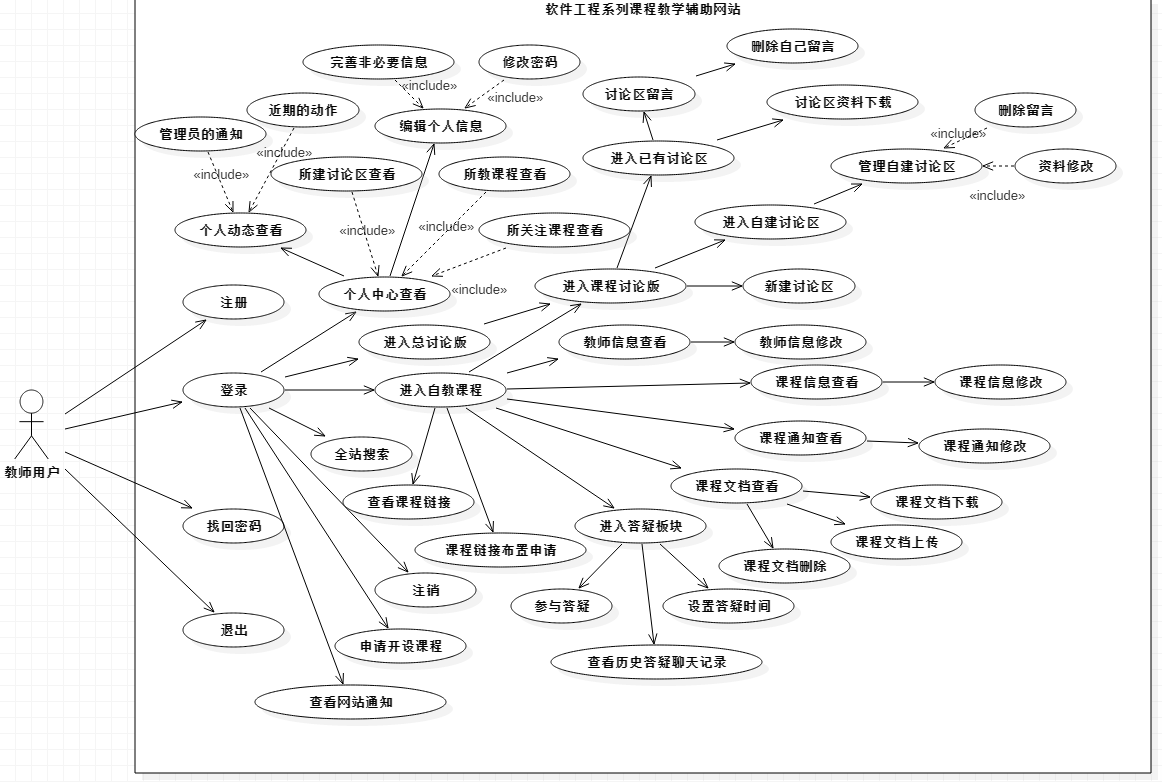 软件工程系列课程教学辅助网站
删除自己留言
完善非必要信息
修改密码
«include»
«include»
讨论区留言
讨论区资料下载
近期的动作
删除留言
管理员的通知
编辑个人信息
«include»
«include»
进入已有讨论区
管理自建讨论区
资料修改
«include»
所建讨论区查看
所教课程查看
«include»
个人动态查看
«include»
«include»
所关注课程查看
进入自建讨论区
个人中心查看
«include»
进入课程讨论版
新建讨论区
注册
进入总讨论版
教师信息查看
教师信息修改
登录
进入自教课程
课程信息查看
课程信息修改
课程通知查看
课程通知修改
全站搜索
教师用户
查看课程链接
课程文档查看
课程文档下载
找回密码
进入答疑板块
课程文档上传
课程链接布置申请
课程文档删除
注销
参与答疑
设置答疑时间
退出
申请开设课程
查看历史答疑聊天记录
查看网站通知